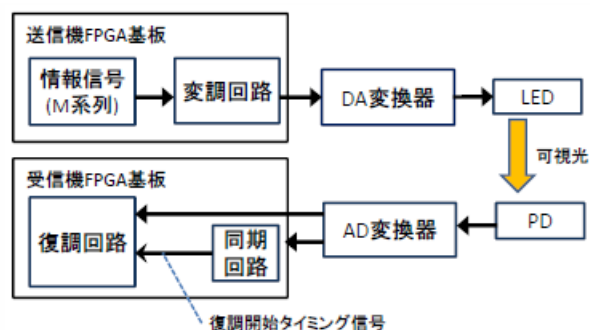 送信機FPGA基板
情報信号
(M系列)
変調回路
DA変換器
LED
可視光
受信機FPGA基板
復調回路
同期
回路
AD変換器
PD
復調開始タイミング信号